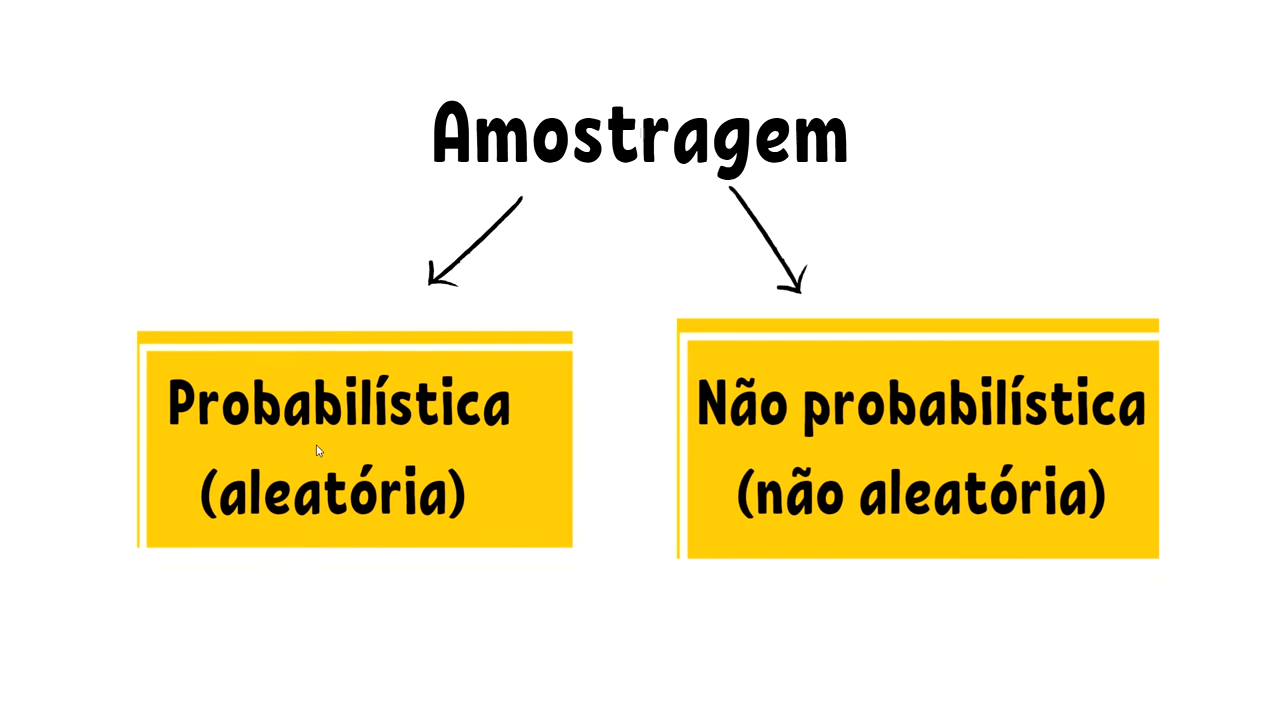 Amostragem
Probabilística
(aleatória)
Não probabilística
(não aleatória)